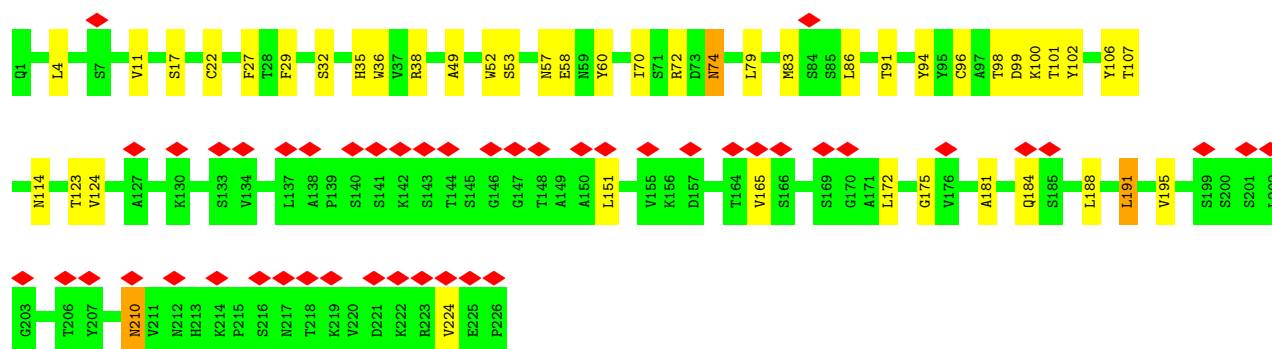 Q1 L4 S7 V11 S17 C22 F27 T28 F29 S32 H35 W36 V37 R38 A49 W52 S53 N57 E58 N59 Y60 I70 S71 R72 D73 N74 L79 M83 S84 S85 L86 T91 Y94 Y95 C96 A97 T98 D99 K100 T101 Y102 Y106 T107
N114 T123 V124 A127 K130 S133 V134 L137 A138 P139 S140 S141 K142 S143 T144 S145 G146 G147 T148 A149 A150 L151 V155 K156 D157 T164 V165 S166 S169 G170 A171 L172 G175 V176 A181 Q184 S185 L188 L191 V195 S199 S200 S201
G203 T206 Y207 N210 V211 N212 H213 K214 P215 S216 N217 T218 K219 V220 D221 K222 R223 V224 E225 P226